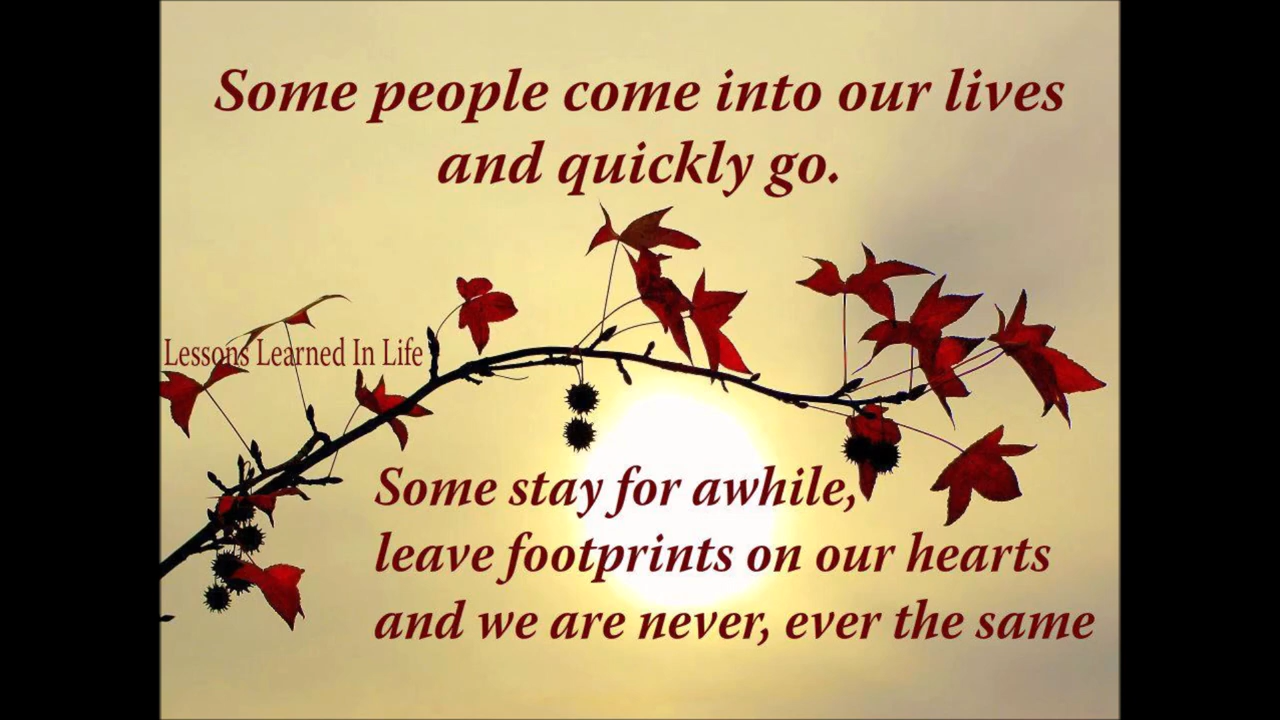 Some people come into our lives
and quickly go.
Lessons Learned In Life
Some stay for awhile,
leave footprints on our hearts
and we are never, ever the same